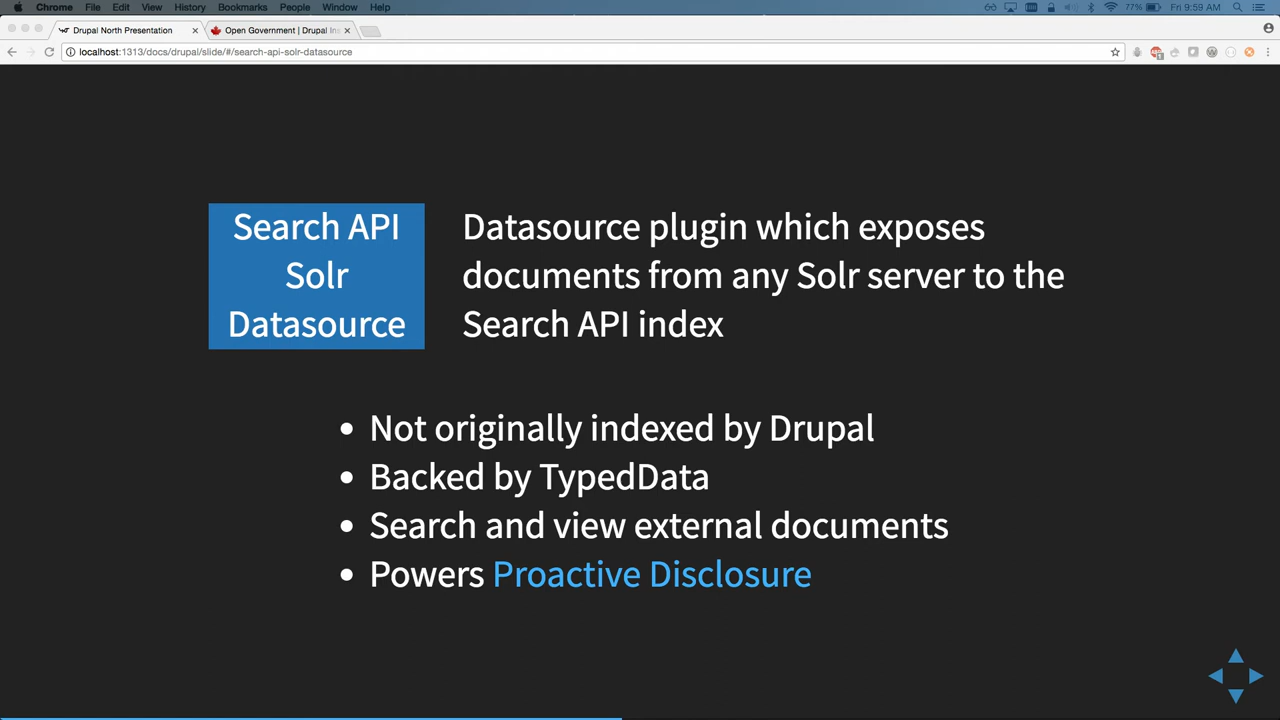 Chrome File Edit View History Bookmarks People Window Help 77% Fri 9:59 AM
Drupal North Presentation Open Government | Drupal Ins
localhost:1313/docs/drupal/slide/#/search-api-solr-datasource
Search API
Solr
Datasource
Datasource plugin which exposes
documents from any Solr server to the
Search API index
• Not originally indexed by Drupal
• Backed by TypedData
• Search and view external documents
• Powers Proactive Disclosure